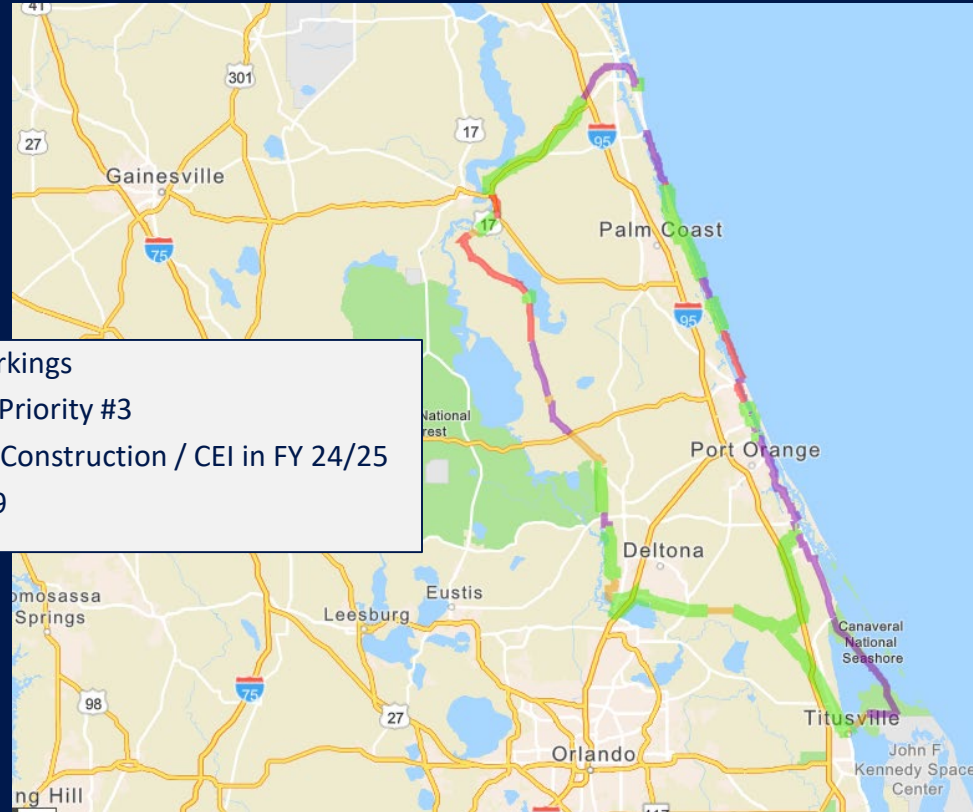 41
301
27
17
95
Gainesville
17
Palm Coast
75
95
rkings
Priority #3
National
rest
Construction / CEI in FY 24/25
Port Orange
9
Deltona
omosassa
Springs
Eustis
Leesburg
Canaveral
National
Seashore
75
98
27
Titusville
Orlando
John F
Kennedy Space
Center
ng Hill
417